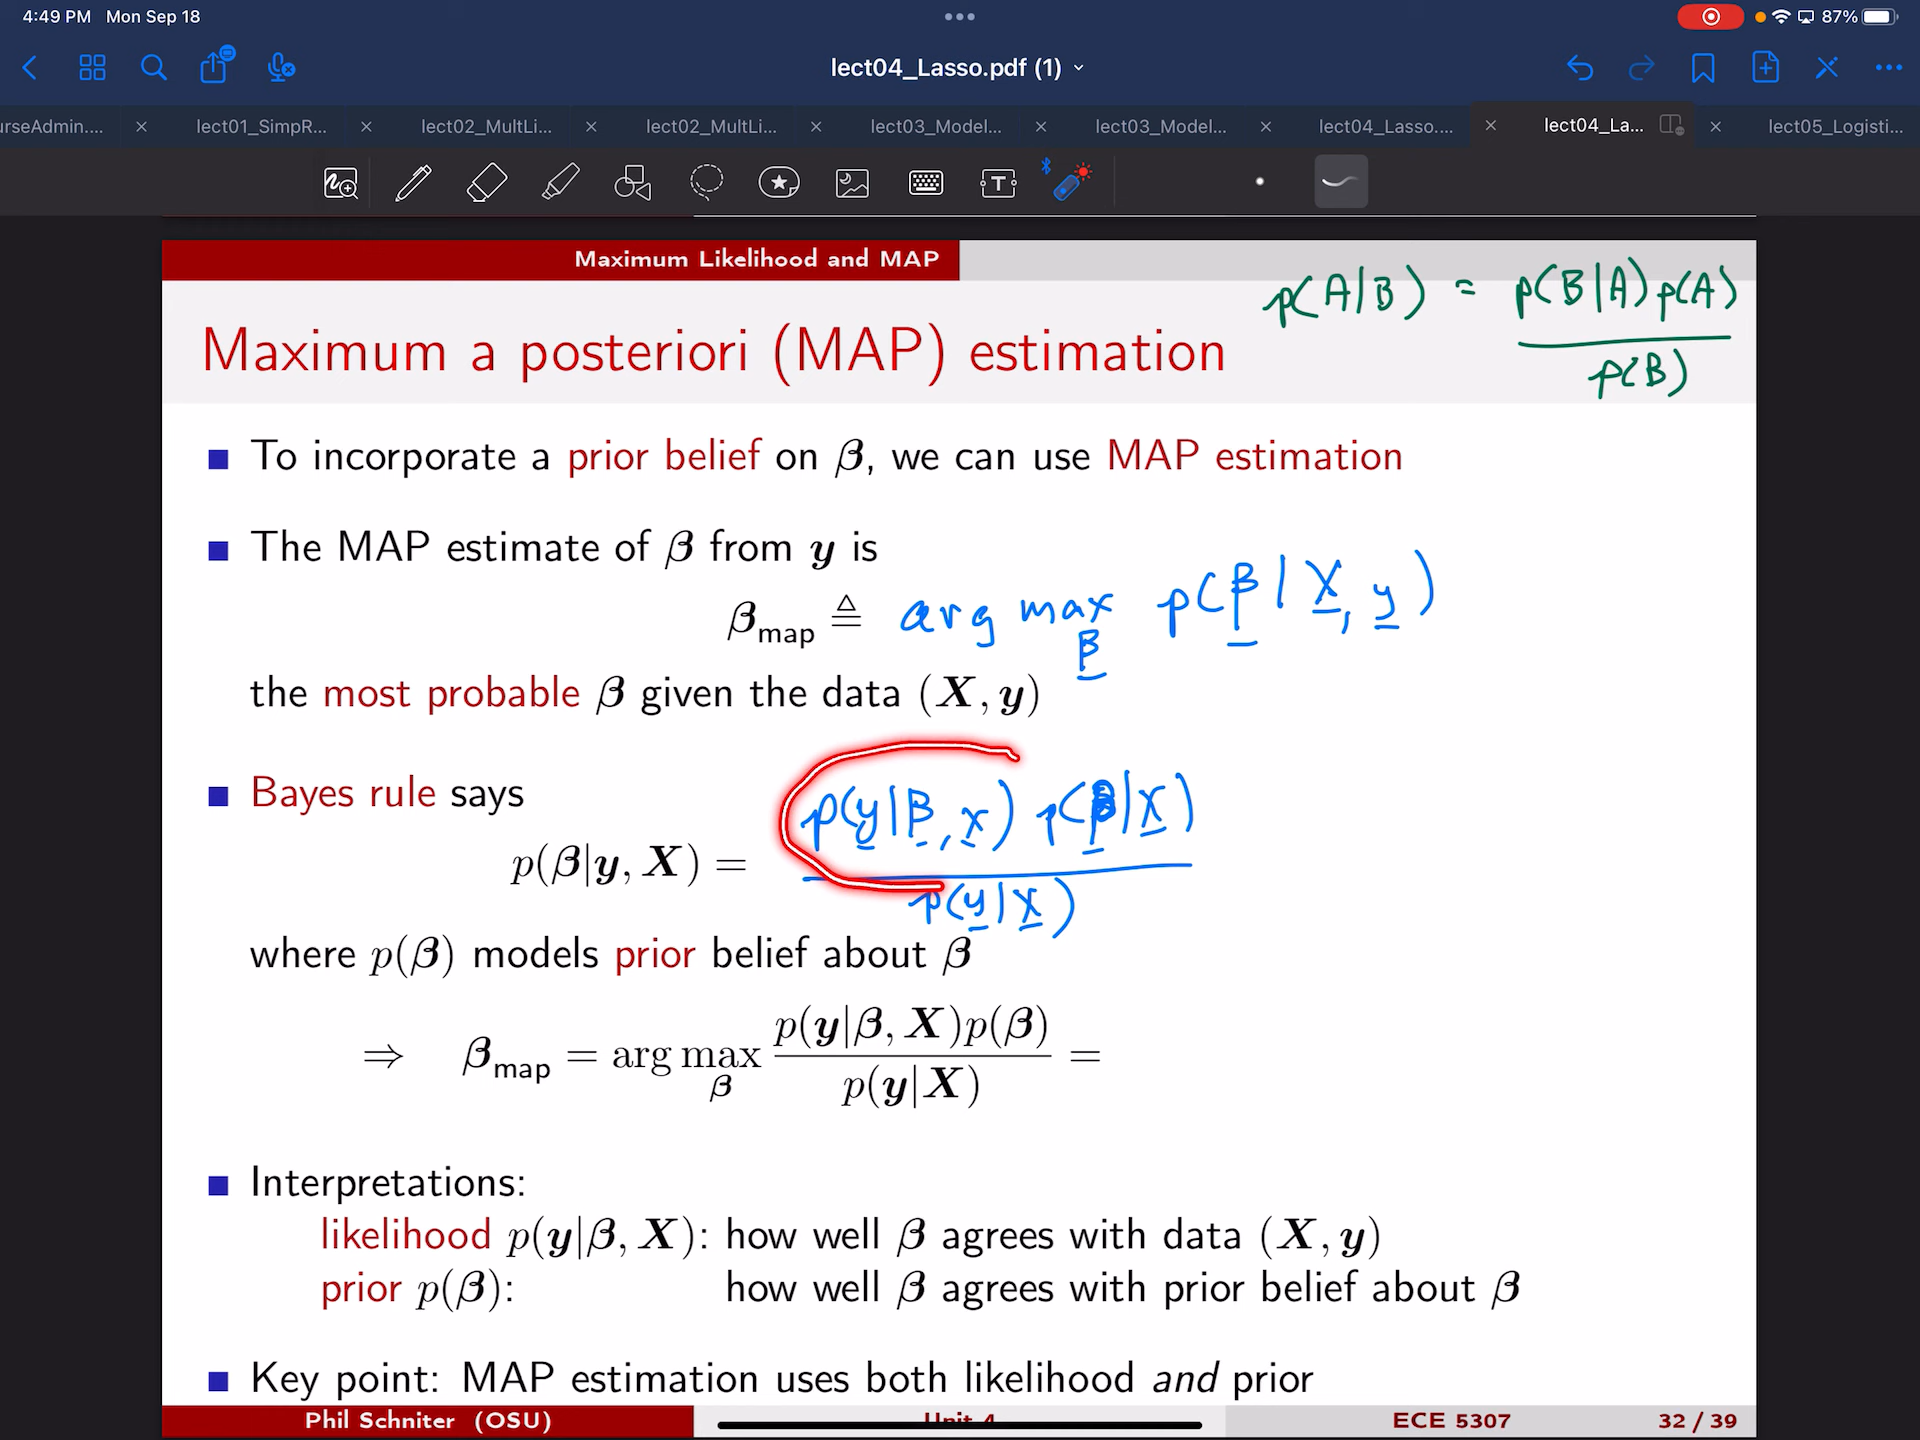 4:49 PM Mon Sep 18
87%
lect04_Lasso.pdf (1)
urseAdmin.... lect01_SimpR... lect02_MultLi... lect02_MultLi... lect03_Model... lect03_Model... lect04_Lasso.... lect04_La... lect05_Logisti...
Maximum Likelihood and MAP
p(A|B) = p(B|A)p(A) / p(B)
Maximum a posteriori (MAP) estimation
To incorporate a prior belief on β, we can use MAP estimation
The MAP estimate of β from y is
β_map ≜ arg max_β p(β|X, y)
the most probable β given the data (X, y)
Bayes rule says
p(β|y, X) = p(y|β, X) p(β|X) / p(y|X)
where p(β) models prior belief about β
⇒ β_map = arg max_β p(y|β, X)p(β) / p(y|X) =
Interpretations:
likelihood p(y|β, X): how well β agrees with data (X, y)
prior p(β): how well β agrees with prior belief about β
Key point: MAP estimation uses both likelihood and prior
Phil Schniter (OSU) Unit 4 ECE 5307 32 / 39